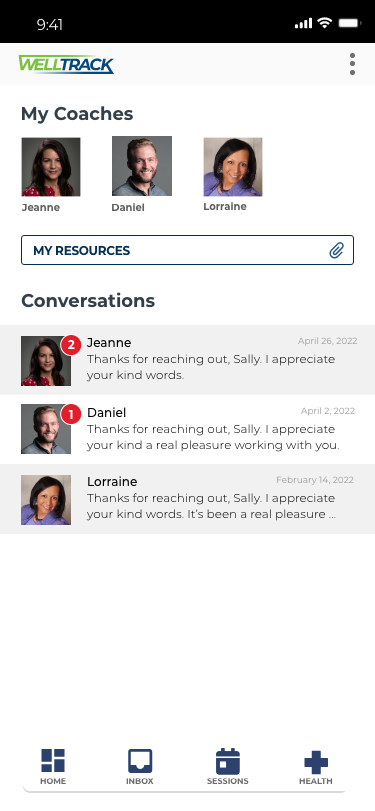 9:41
WELLTRACK
My Coaches
Jeanne
Daniel
Lorraine
MY RESOURCES
Conversations
2
Jeanne
April 26, 2022
Thanks for reaching out, Sally. I appreciate
your kind words.
1
Daniel
April 2, 2022
Thanks for reaching out, Sally. I appreciate
your kind a real pleasure working with you.
Lorraine
February 14, 2022
Thanks for reaching out, Sally. I appreciate
your kind words. It's been a real pleasure ...
HOME
INBOX
SESSIONS
HEALTH